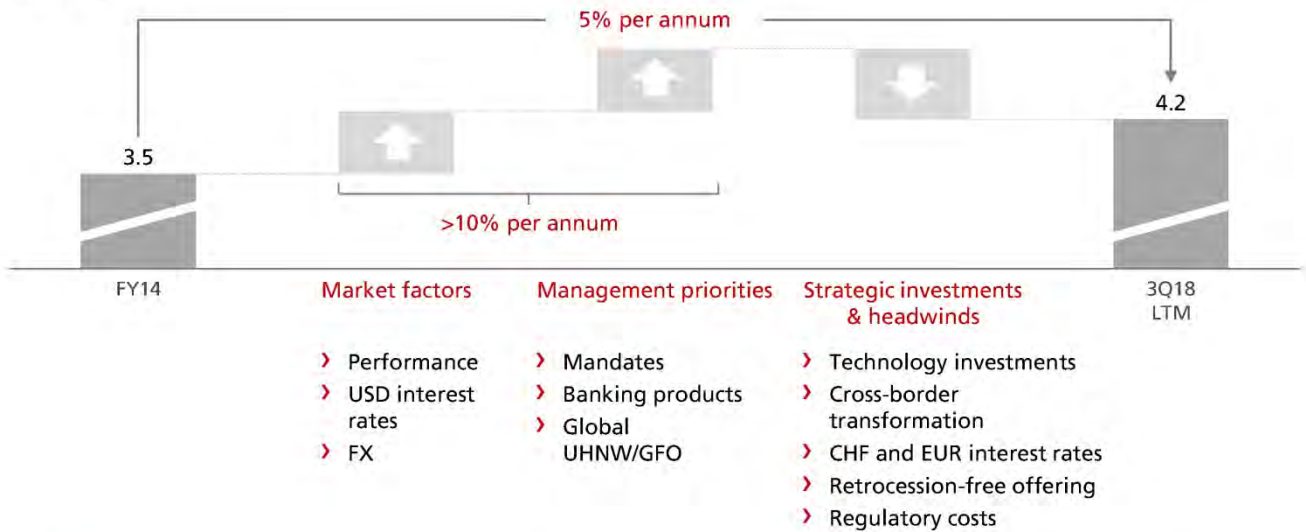 5% per annum
3.5
4.2
>10% per annum
FY14
3Q18
LTM
Market factors
❯ Performance
❯ USD interest
rates
❯ FX
Management priorities
❯ Mandates
❯ Banking products
❯ Global
UHNW/GFO
Strategic investments
& headwinds
❯ Technology investments
❯ Cross-border
transformation
❯ CHF and EUR interest rates
❯ Retrocession-free offering
❯ Regulatory costs